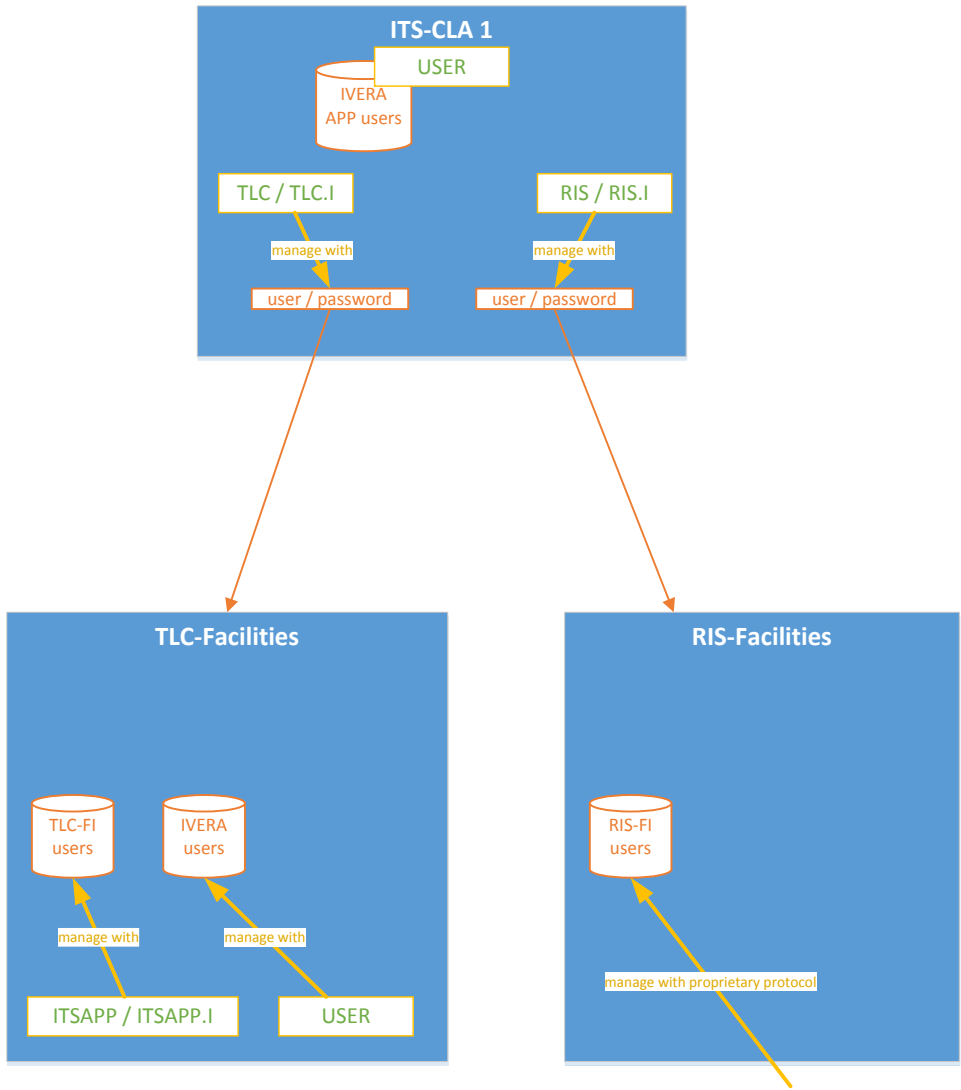 ITS-CLA 1
USER
IVERA
APP users
TLC / TLC.I
RIS / RIS.I
manage with
manage with
user / password
user / password
TLC-Facilities
RIS-Facilities
TLC-FI
users
IVERA
users
RIS-FI
users
manage with
manage with
manage with proprietary protocol
ITSAPP / ITSAPP.I
USER